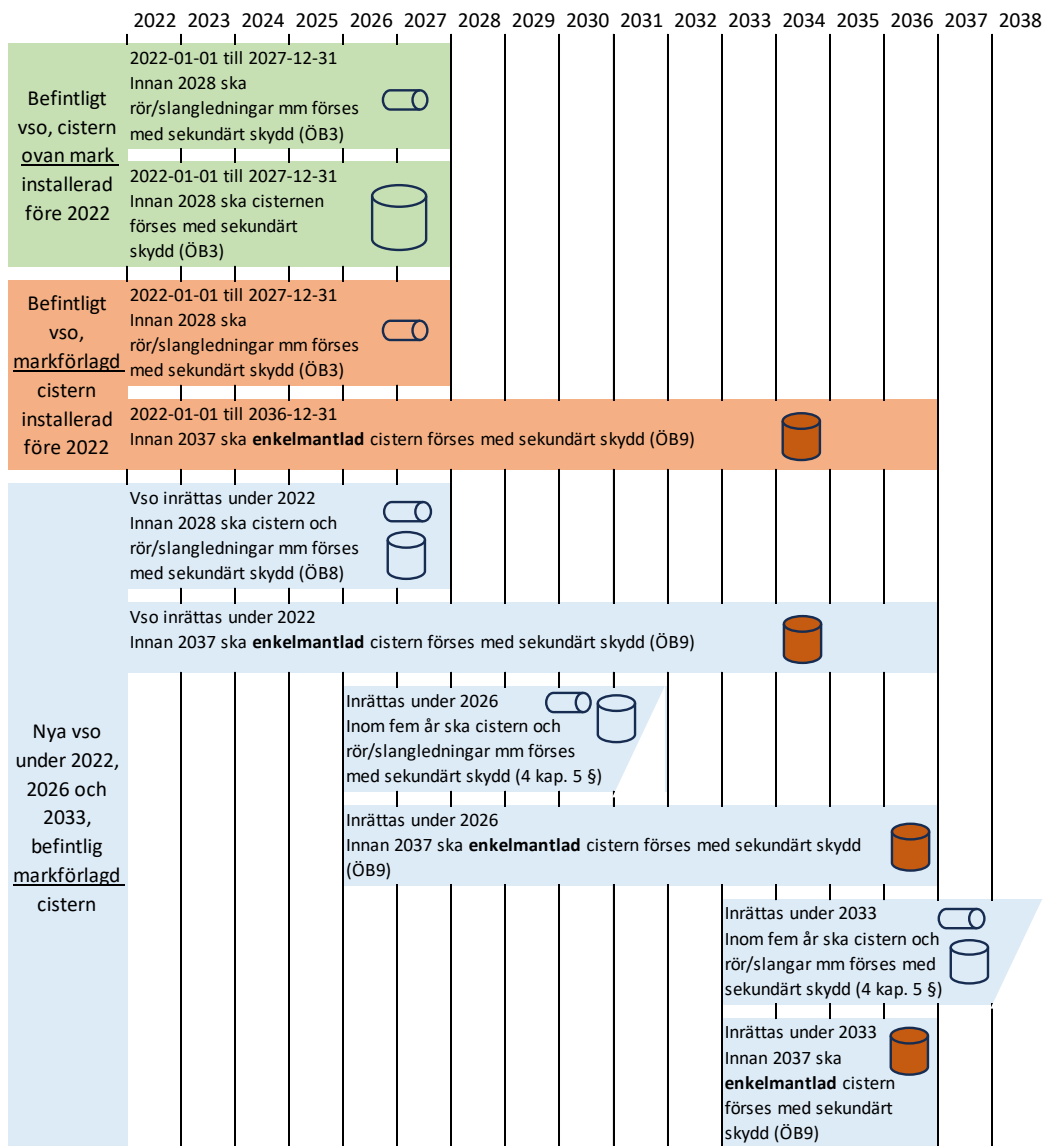 2022 2023 2024 2025 2026 2027 2028 2029 2030 2031 2032 2033 2034 2035 2036 2037 2038
Befintligt
vso, cistern
ovan mark
installerad
före 2022
2022-01-01 till 2027-12-31
Innan 2028 ska
rör/slangledningar mm förses
med sekundärt skydd (ÖB3)
2022-01-01 till 2027-12-31
Innan 2028 ska cisternen
förses med sekundärt
skydd (ÖB3)
Befintligt
vso,
markförlagd
cistern
installerad
före 2022
2022-01-01 till 2027-12-31
Innan 2028 ska
rör/slangledningar mm förses
med sekundärt skydd (ÖB3)
2022-01-01 till 2036-12-31
Innan 2037 ska enkelmantlad cistern förses med sekundärt skydd (ÖB9)
Nya vso
under 2022,
2026 och
2033,
befintlig
markförlagd
cistern
Vso inrättas under 2022
Innan 2028 ska cistern och
rör/slangledningar mm förses
med sekundärt skydd (ÖB8)
Vso inrättas under 2022
Innan 2037 ska enkelmantlad cistern förses med sekundärt skydd (ÖB9)
Inrättas under 2026
Inom fem år ska cistern och
rör/slangledningar mm förses
med sekundärt skydd (4 kap. 5 §)
Inrättas under 2026
Innan 2037 ska enkelmantlad cistern förses med sekundärt skydd
(ÖB9)
Inrättas under 2033
Inom fem år ska cistern och
rör/slangar mm förses med
sekundärt skydd (4 kap. 5 §)
Inrättas under 2033
Innan 2037 ska
enkelmantlad cistern
förses med sekundärt
skydd (ÖB9)